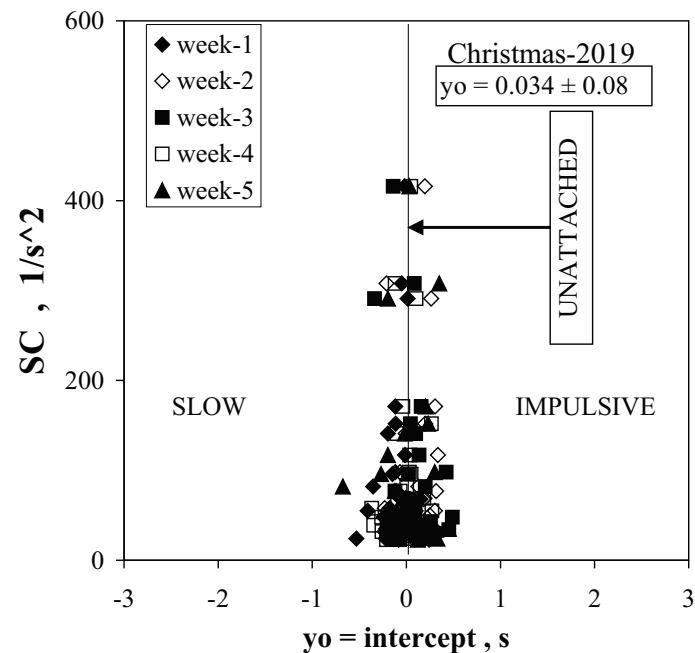 600
400
200
0
SC , 1/s^2
week-1
week-2
week-3
week-4
week-5
Christmas-2019
yo = 0.034 ± 0.08
UNATTACHED
SLOW
IMPULSIVE
-3 -2 -1 0 1 2 3
yo = intercept , s